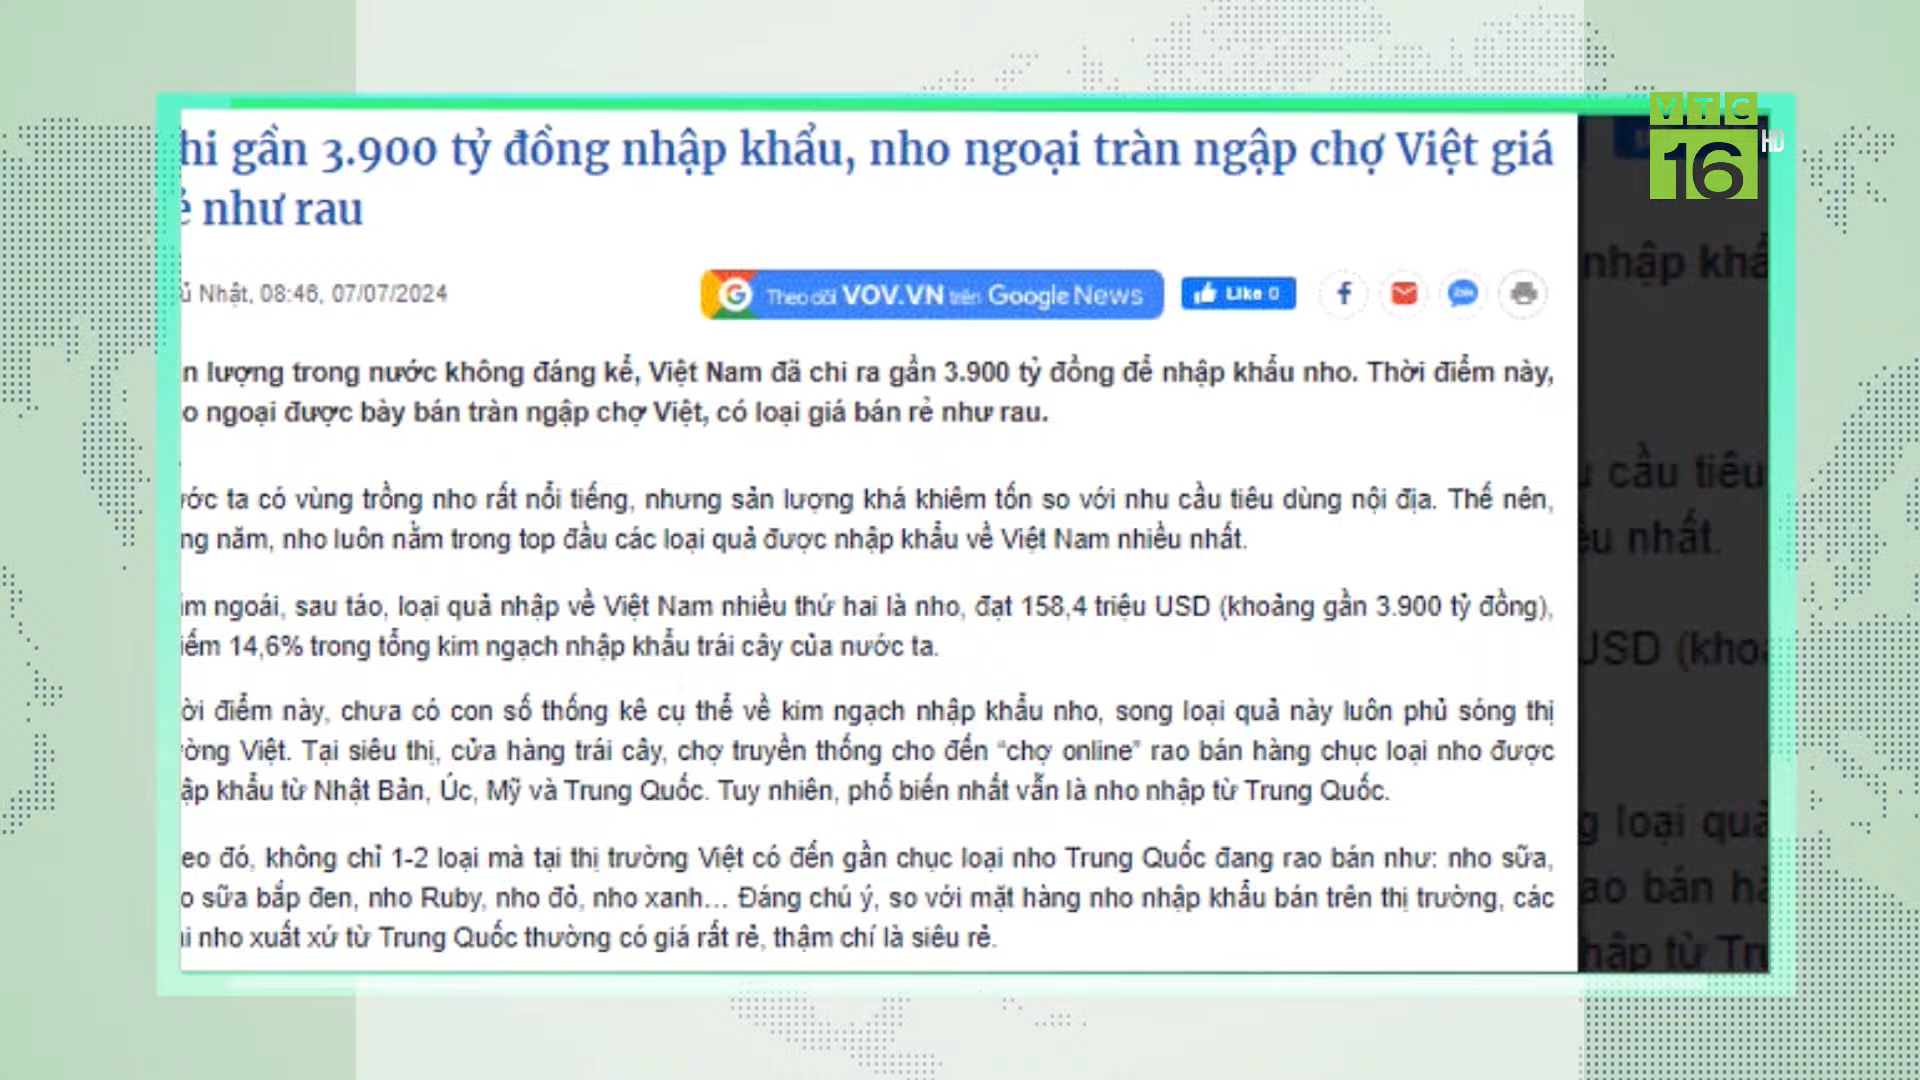 hi gần 3.900 tỷ đồng nhập khẩu, nho ngoại tràn ngập chợ Việt giá
như rau
VTC
16
HD
Nhật, 08:46, 07/07/2024
Theo dõi VOV.VN trên Google News
Like 0
Zalo
n lượng trong nước không đáng kể, Việt Nam đã chi ra gần 3.900 tỷ đồng để nhập khẩu nho. Thời điểm này,
o ngoại được bày bán tràn ngập chợ Việt, có loại giá bán rẻ như rau.
ớc ta có vùng trồng nho rất nổi tiếng, nhưng sản lượng khá khiêm tốn so với nhu cầu tiêu dùng nội địa. Thế nên,
ng năm, nho luôn nằm trong top đầu các loại quả được nhập khẩu về Việt Nam nhiều nhất.
m ngoái, sau táo, loại quả nhập về Việt Nam nhiều thứ hai là nho, đạt 158,4 triệu USD (khoảng gần 3.900 tỷ đồng),
iếm 14,6% trong tổng kim ngạch nhập khẩu trái cây của nước ta.
ời điểm này, chưa có con số thống kê cụ thể về kim ngạch nhập khẩu nho, song loại quả này luôn phủ sóng thị
ờng Việt. Tại siêu thị, cửa hàng trái cây, chợ truyền thống cho đến “chợ online” rao bán hàng chục loại nho được
ập khẩu từ Nhật Bản, Úc, Mỹ và Trung Quốc. Tuy nhiên, phổ biến nhất vẫn là nho nhập từ Trung Quốc.
eo đó, không chỉ 1-2 loại mà tại thị trường Việt có đến gần chục loại nho Trung Quốc đang rao bán như: nho sữa,
o sữa bắp đen, nho Ruby, nho đỏ, nho xanh... Đáng chú ý, so với mặt hàng nho nhập khẩu bán trên thị trường, các
i nho xuất xứ từ Trung Quốc thường có giá rất rẻ, thậm chí là siêu rẻ.
nhập khẩ
cầu tiêu
ều nhất.
USD (kho
g loại quả
ao bán h
hập từ Tr